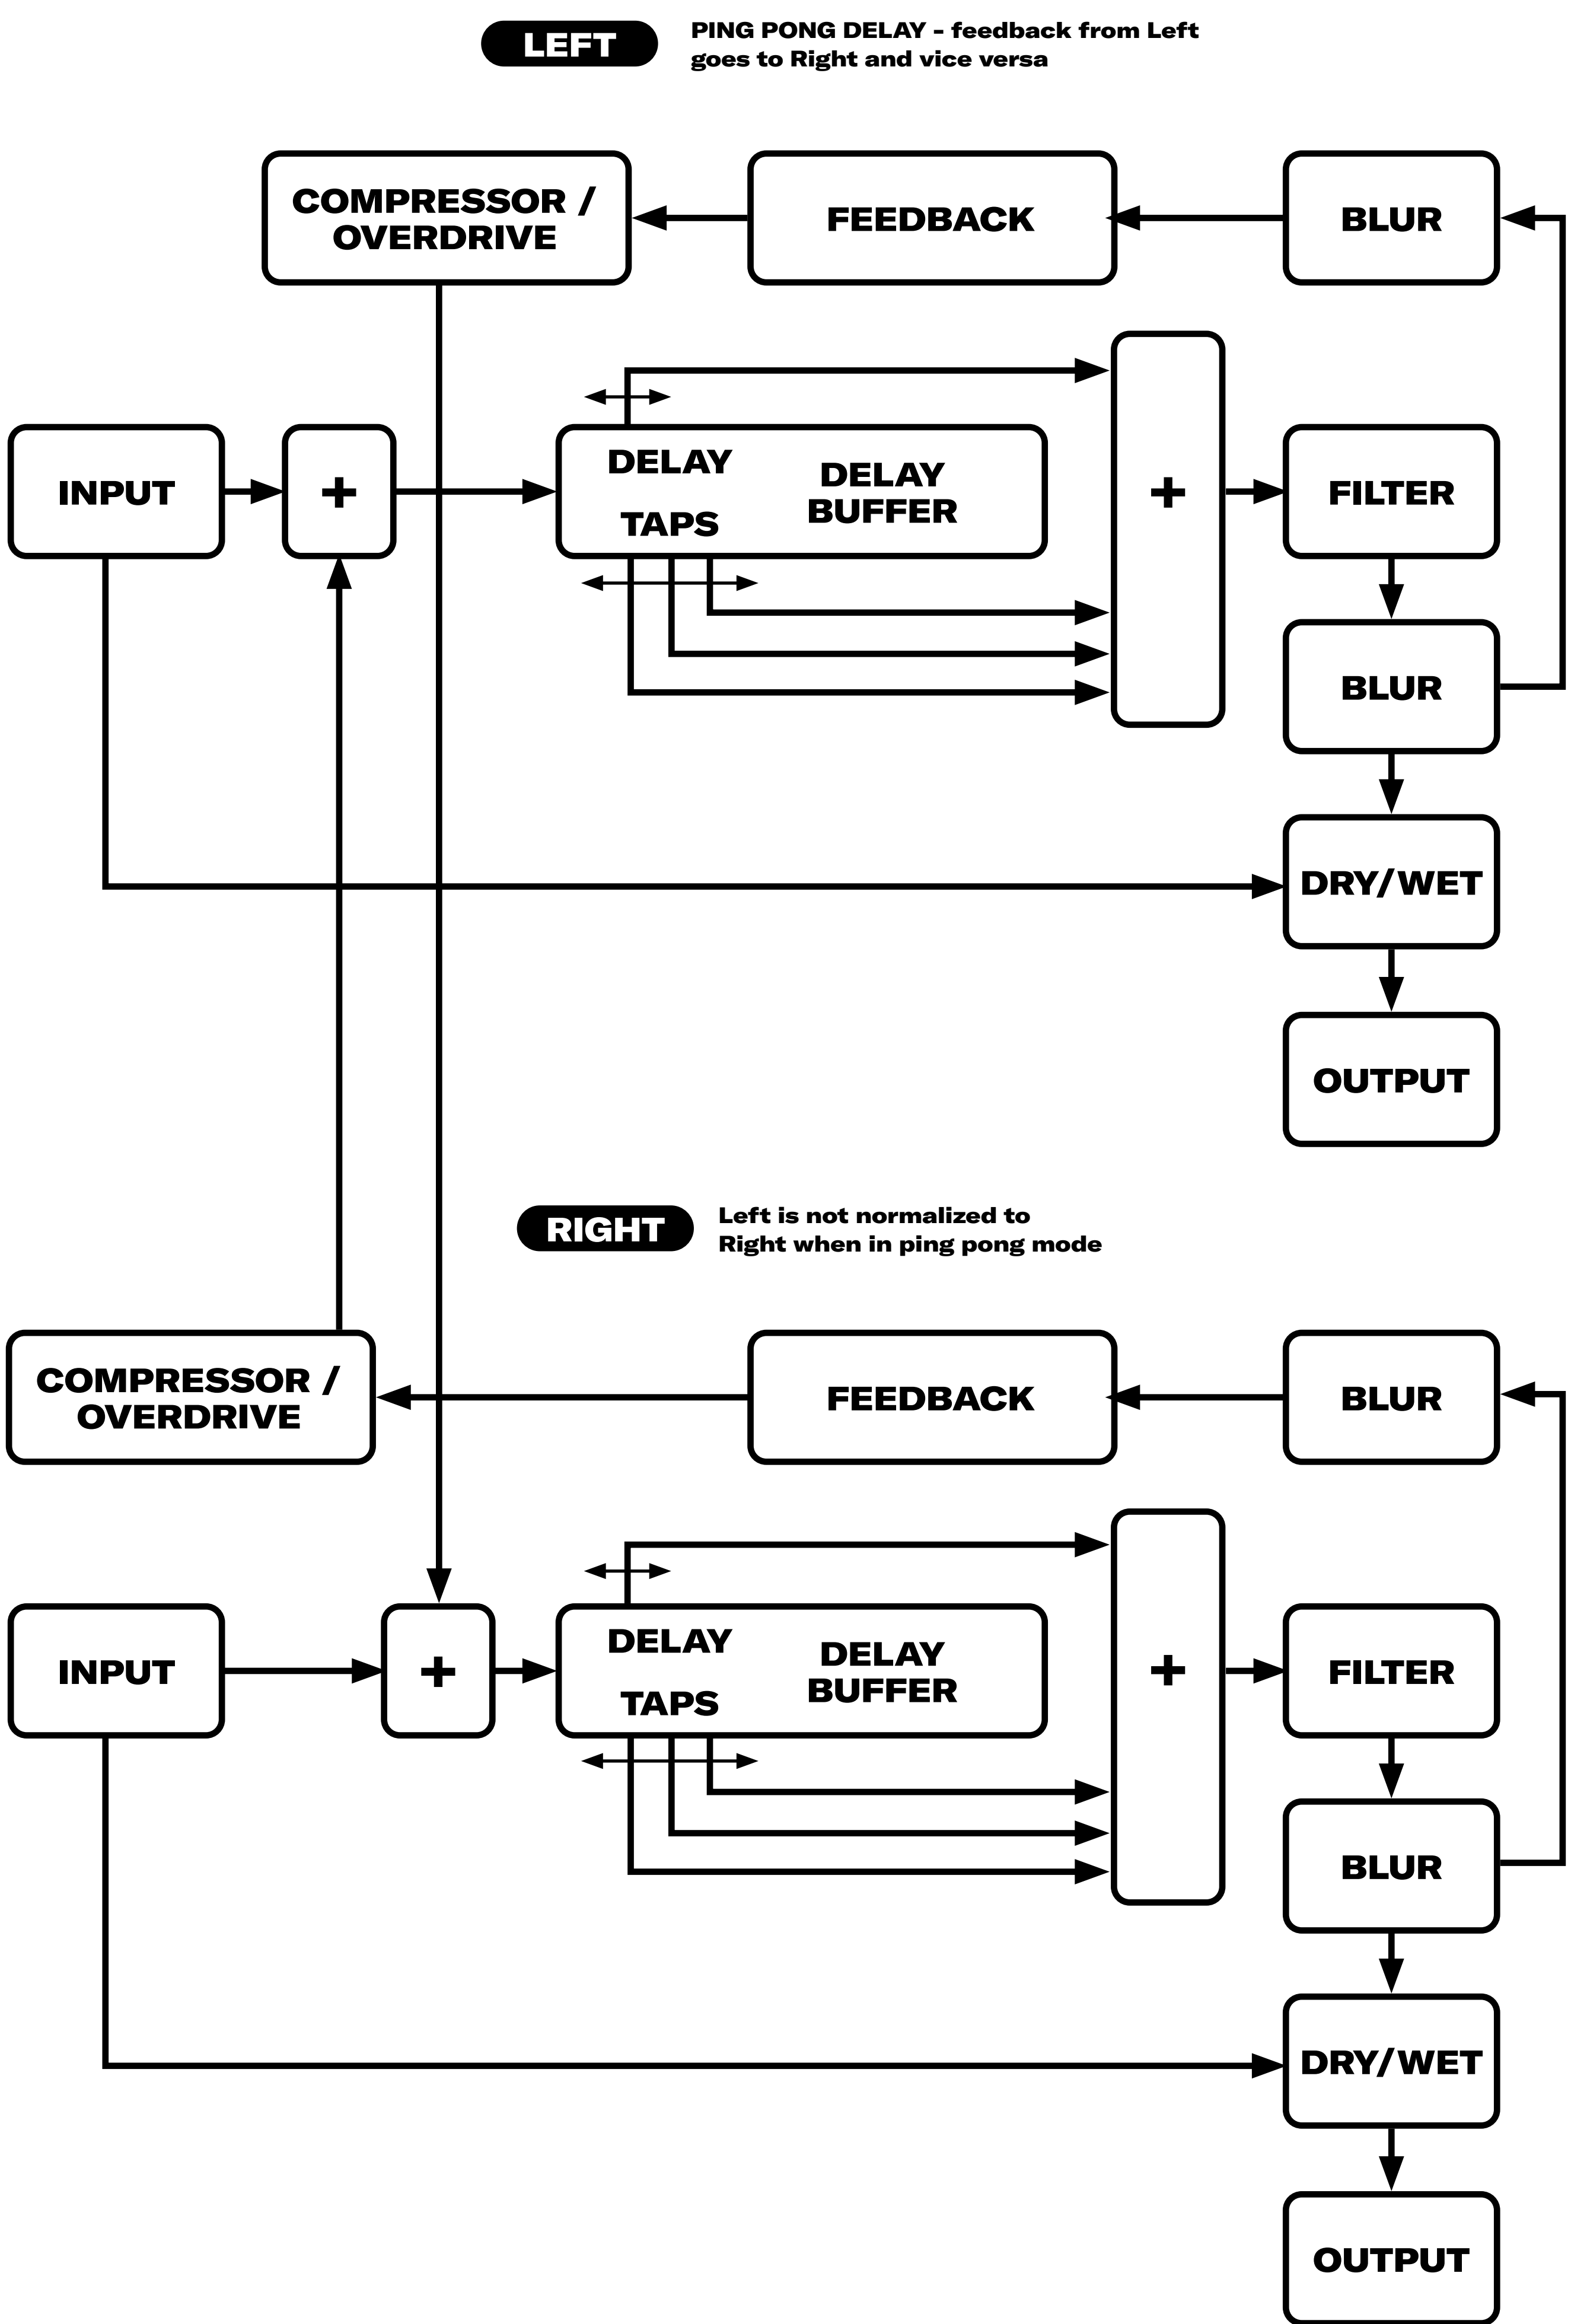 LEFT
PING PONG DELAY - feedback from Left
goes to Right and vice versa
COMPRESSOR /
OVERDRIVE
FEEDBACK
BLUR
INPUT
+
DELAY
TAPS
DELAY
BUFFER
+
FILTER
BLUR
DRY/WET
OUTPUT
RIGHT
Left is not normalized to
Right when in ping pong mode
COMPRESSOR /
OVERDRIVE
FEEDBACK
BLUR
INPUT
+
DELAY
TAPS
DELAY
BUFFER
+
FILTER
BLUR
DRY/WET
OUTPUT